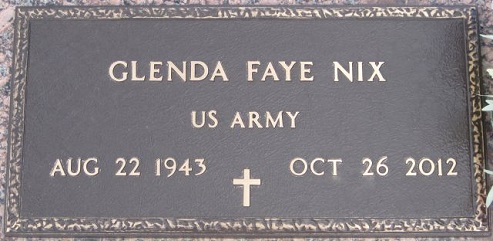 GLENDA FAYE NIX
US ARMY
AUG 22 1943 OCT 26 2012